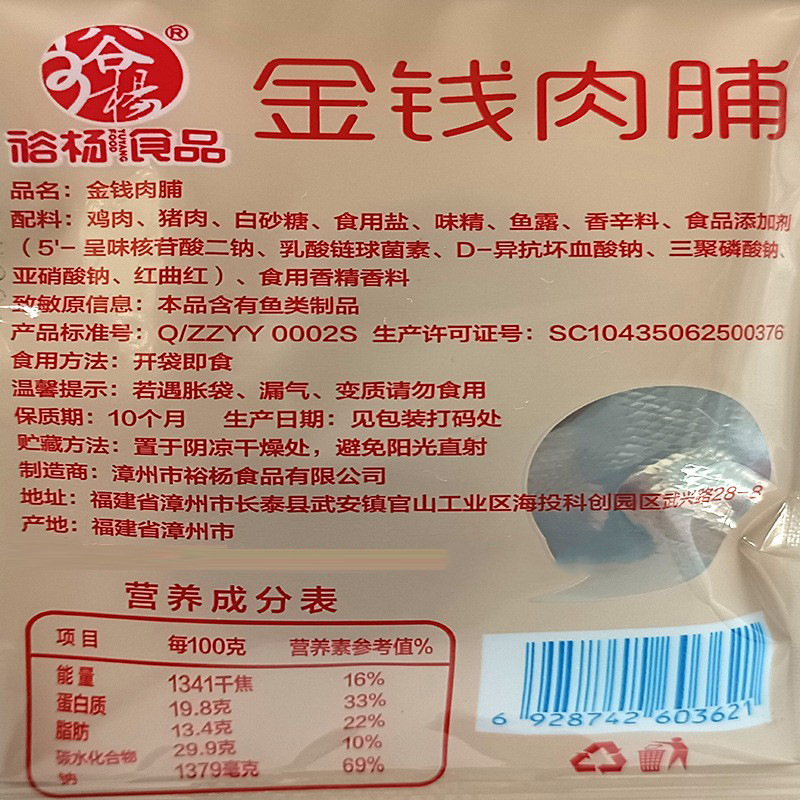 裕杨
®
裕杨食品
YUYANG FOOD
金钱肉脯
品名：金钱肉脯
配料：鸡肉、猪肉、白砂糖、食用盐、味精、鱼露、香辛料、食品添加剂
（5'-呈味核苷酸二钠、乳酸链球菌素、D-异抗坏血酸钠、三聚磷酸钠、
亚硝酸钠、红曲红）、食用香精香料
致敏原信息：本品含有鱼类制品
产品标准号：Q/ZZYY 0002S 生产许可证号：SC10435062500376
食用方法：开袋即食
温馨提示：若遇胀袋、漏气、变质请勿食用
保质期：10个月 生产日期：见包装打码处
贮藏方法：置于阴凉干燥处，避免阳光直射
制造商：漳州市裕杨食品有限公司
地址：福建省漳州市长泰县武安镇官山工业区海投科创园区武兴路28-8
产地：福建省漳州市
营养成分表
项目 每100克 营养素参考值%
能量 1341千焦 16%
蛋白质 19.8克 33%
脂肪 13.4克 22%
碳水化合物 29.9克 10%
钠 1379毫克 69%
6 928742 603621